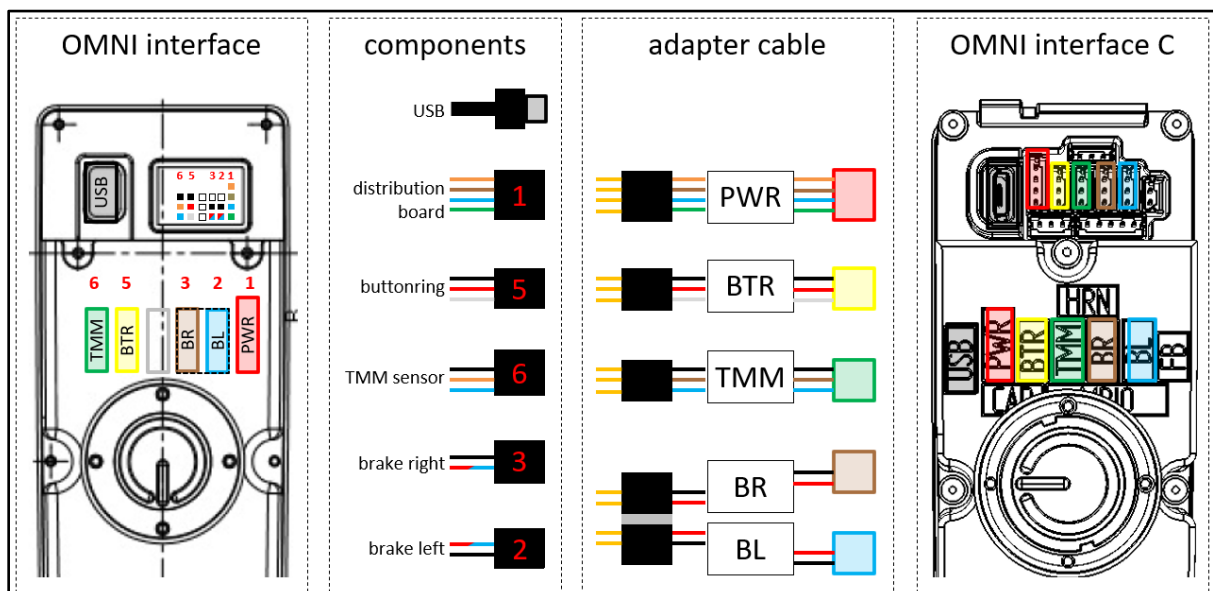 OMNI interface
components
adapter cable
OMNI interface C
USB
6 5 3 2 1
6 5 3 2 1
TMM
BTR
BR
BL
PWR
R
USB
distribution
board
1
buttonring
5
TMM sensor
6
brake right
3
brake left
2
PWR
BTR
TMM
BR
BL
HRN
USB
PWR
BTR
TMM
BR
BL